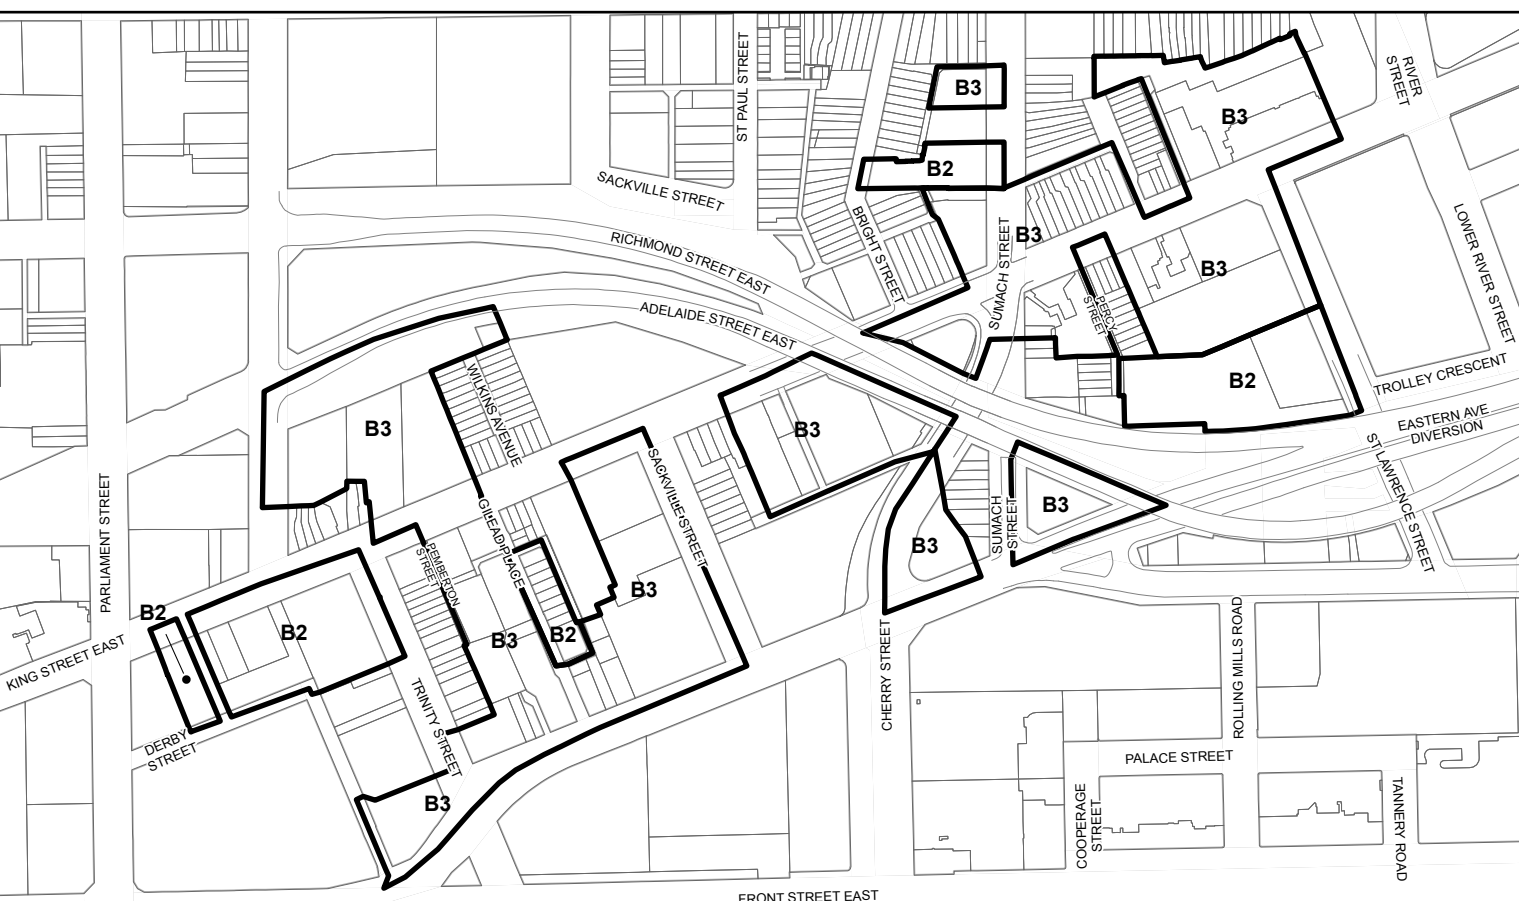 ST PAUL STREET
RIVER
STREET
B3
B3
B2
SACKVILLE STREET
BRIGHT STREET
SUMACH STREET
B3
LOWER RIVER STREET
RICHMOND STREET EAST
B3
ADELAIDE STREET EAST
PERCY
STREET
WILKINS AVENUE
B2
TROLLEY CRESCENT
EASTERN AVE
DIVERSION
B3
B3
SACKVILLE STREET
ST LAWRENCE STREET
PARLIAMENT STREET
GILEAD PLACE
B3
SUMACH
STREET
B3
PEMBERTON
STREET
B3
B2
B2
B3
B2
KING STREET EAST
DERBY
STREET
TRINITY STREET
CHERRY STREET
ROLLING MILLS ROAD
PALACE STREET
B3
COOPERAGE
STREET
TANNERY ROAD
FRONT STREET EAST